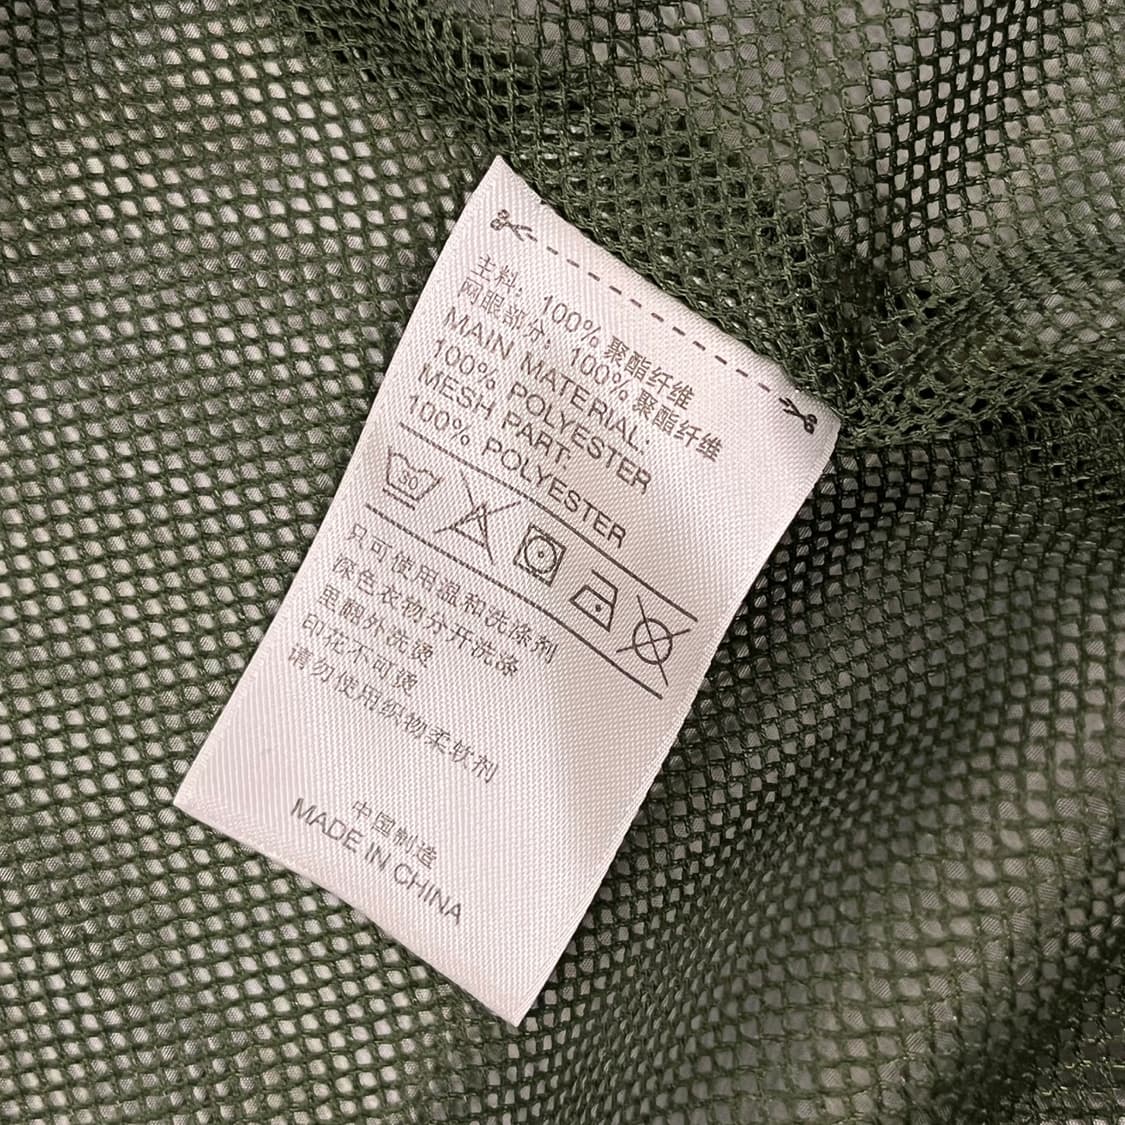 主料：100% 聚酯纤维
网眼部分：100% 聚酯纤维
MAIN MATERIAL:
100% POLYESTER
MESH PART:
100% POLYESTER
30
只可使用温和洗涤剂
深色衣物分开洗涤
里翻外洗烫
印花不可烫
请勿使用织物柔软剂
中国制造
MADE IN CHINA